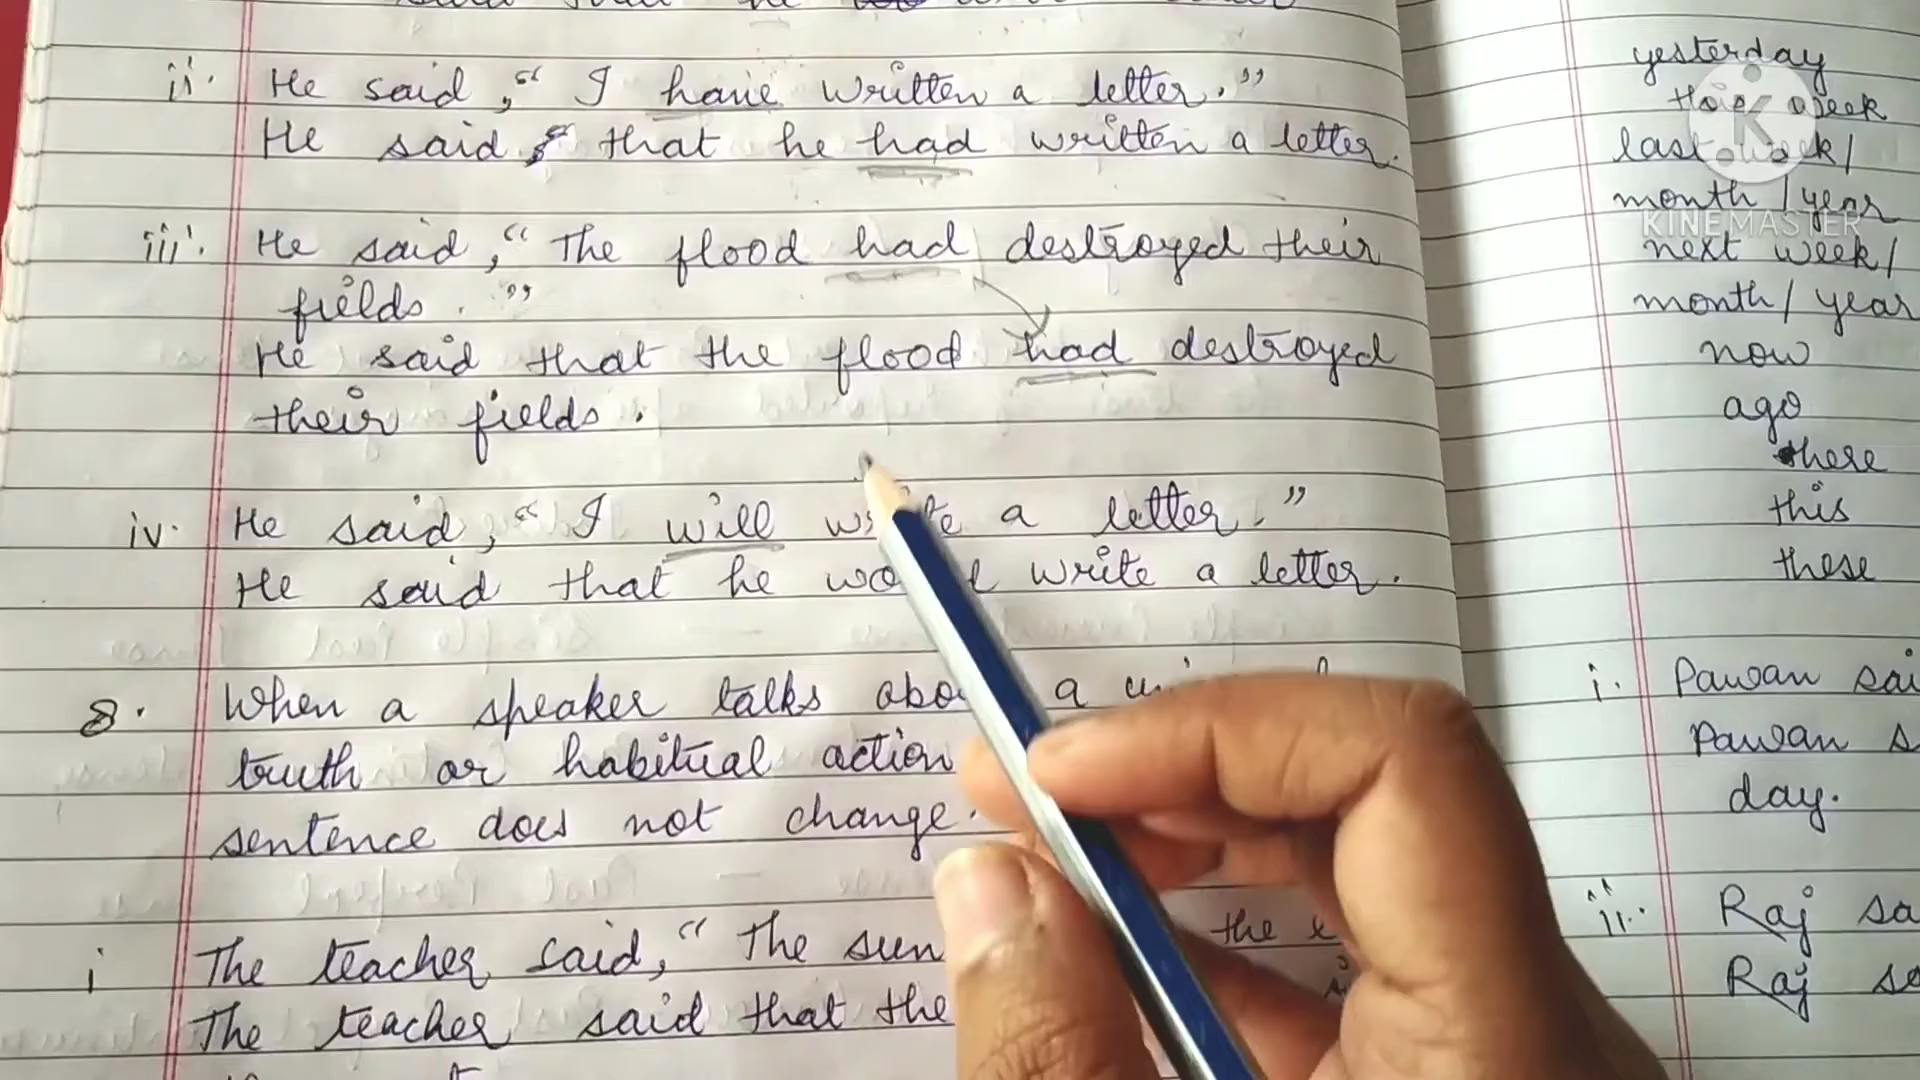 ii. He said, “I have written a letter.”
He said that he had written a letter.
iii. He said, “The flood had destroyed their
fields.”
He said that the flood had destroyed
their fields.
iv. He said, “I will write a letter.”
He said that he write a letter.
8. When a speaker talks about a
truth or habitual action
sentence does not change.
i The teacher said, “The sun the
The teacher said that the
yesterday
week
last week/
month / year
next week/
month / year
now
ago
there
this
these
i. Pawan
Pawan
day.
ii. Raj
Raj
KINEMASTER